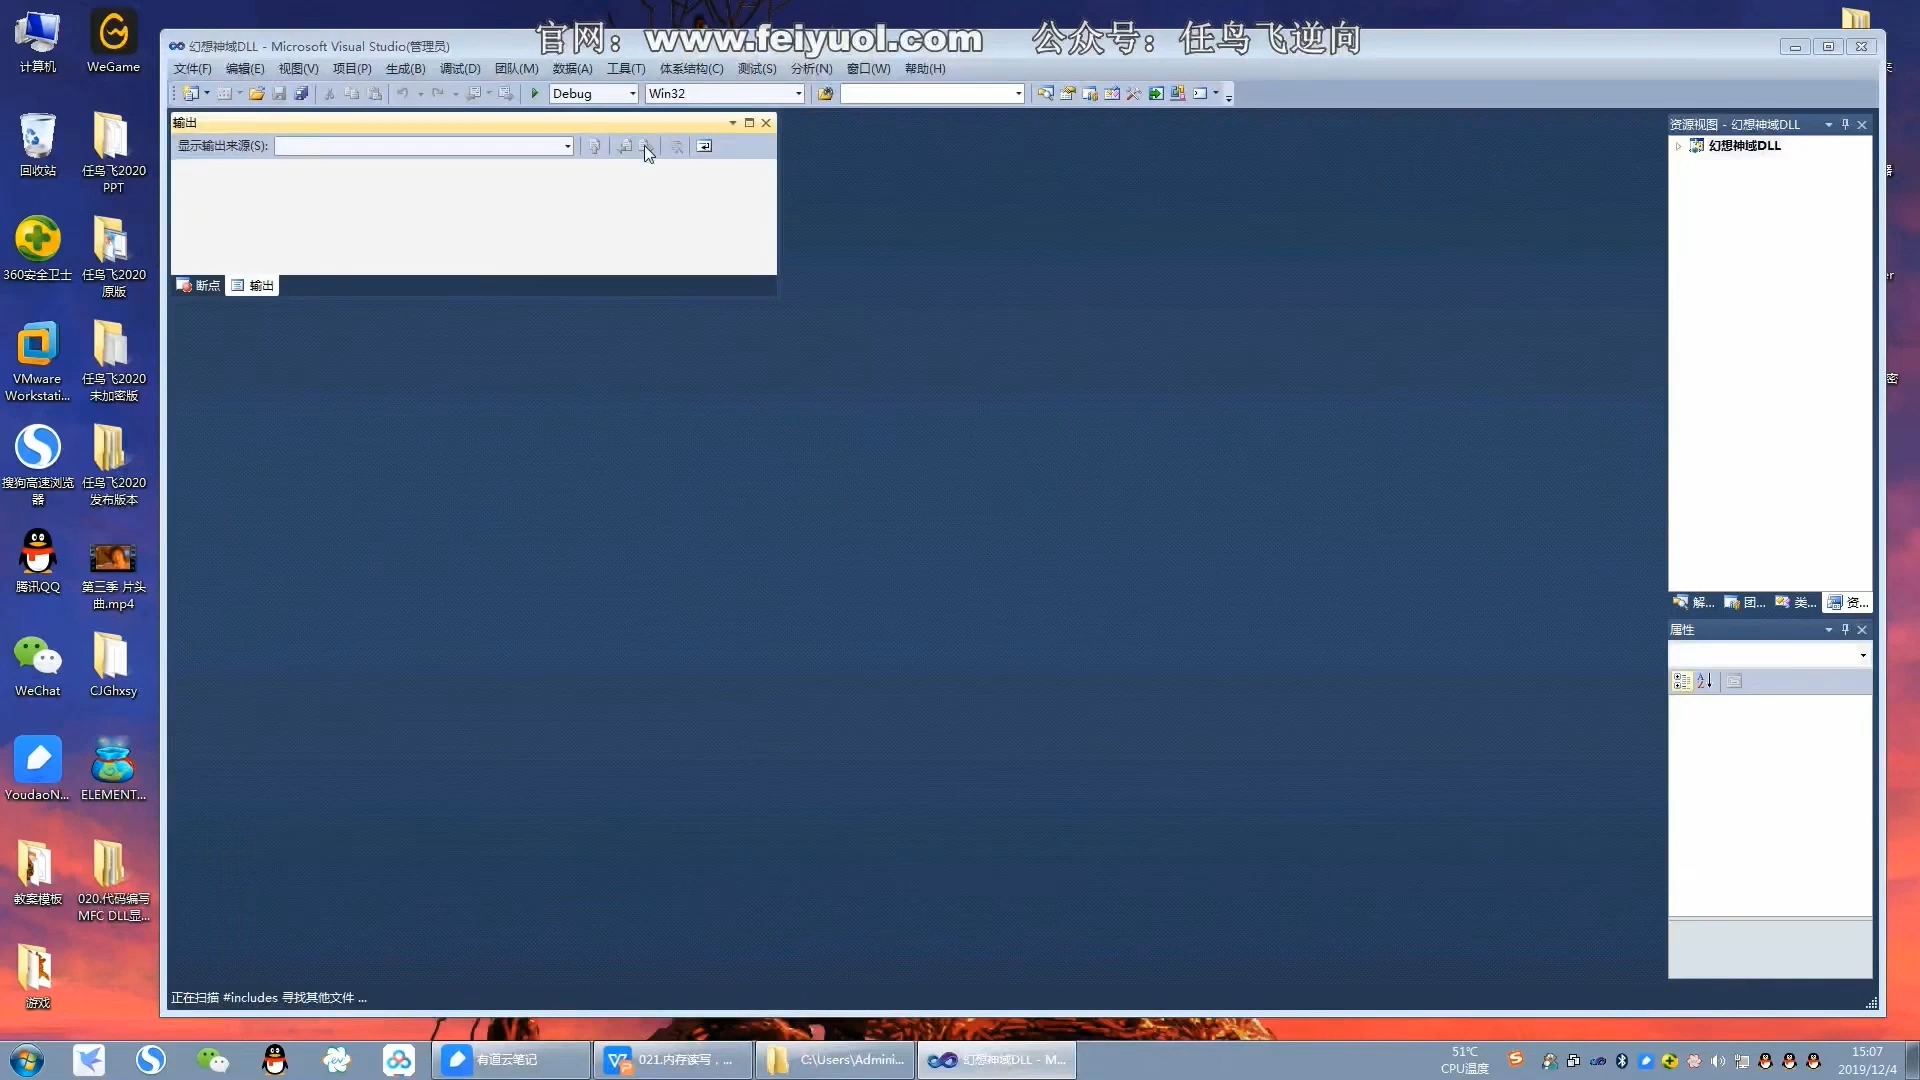 官网：www.feiyuol.com 公众号：任鸟飞逆向
计算机
WeGame
回收站
任鸟飞2020
PPT
360安全卫士
任鸟飞2020
原版
VMware
Workstati...
任鸟飞2020
未加密版
搜狗高速浏览
器
任鸟飞2020
发布版本
腾讯QQ
第三季 片头
曲.mp4
WeChat
CJGhxsy
YoudaoN...
ELEMENT...
教案模板
020.代码编写
MFC DLL显...
游戏
幻想神域DLL - Microsoft Visual Studio(管理员)
文件(F) 编辑(E) 视图(V) 项目(P) 生成(B) 调试(D) 团队(M) 数据(A) 工具(T) 体系结构(C) 测试(S) 分析(N) 窗口(W) 帮助(H)
Debug Win32
输出
显示输出来源(S):
断点 输出
资源视图 - 幻想神域DLL
幻想神域DLL
解... 团... 类... 资...
属性
正在扫描 #includes 寻找其他文件 ...
器
er
密
有道云笔记
021.内存读写，...
C:\Users\Admini...
幻想神域DLL - M...
51℃
CPU温度
15:07
2019/12/4